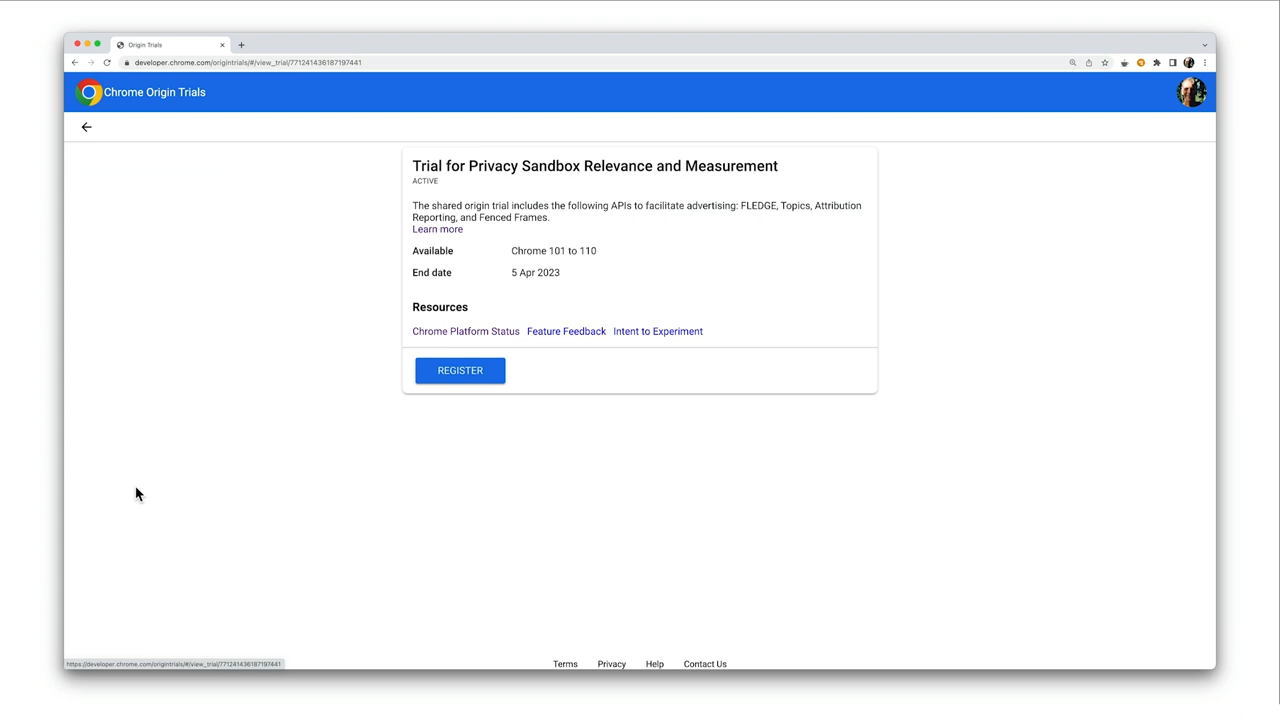 Origin Trials
developer.chrome.com/origintrials/#/view_trial/771241436187197441
Chrome Origin Trials
Trial for Privacy Sandbox Relevance and Measurement
ACTIVE
The shared origin trial includes the following APIs to facilitate advertising: FLEDGE, Topics, Attribution
Reporting, and Fenced Frames.
Learn more
Available Chrome 101 to 110
End date 5 Apr 2023
Resources
Chrome Platform Status Feature Feedback Intent to Experiment
REGISTER
Terms Privacy Help Contact Us
https://developer.chrome.com/origintrials/#/view_trial/771241436187197441